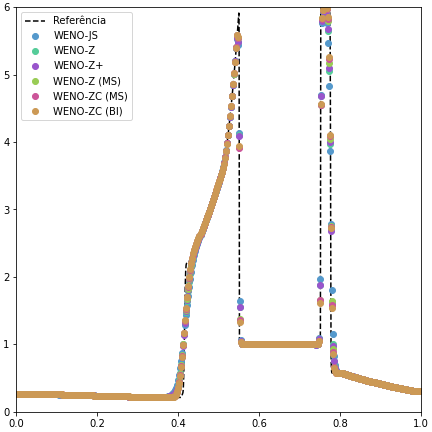 6
5
4
3
2
1
0
0.0 0.2 0.4 0.6 0.8 1.0
Referência
WENO-JS
WENO-Z
WENO-Z+
WENO-Z (MS)
WENO-ZC (MS)
WENO-ZC (BI)